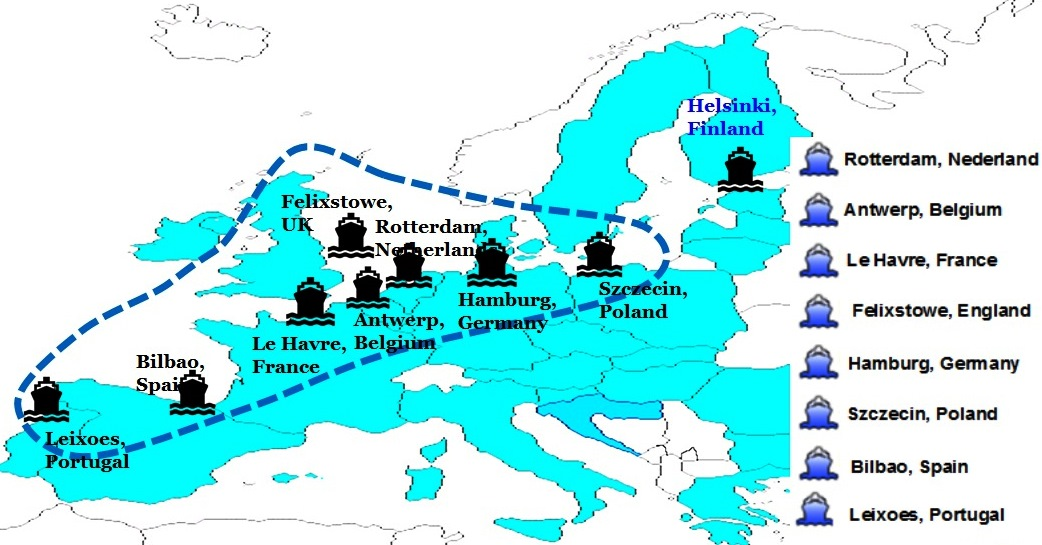 Helsinki,
Finland
Felixstowe,
UK
Rotterdam,
Netherland
Hamburg,
Germany
Szczecin,
Poland
Antwerp,
Belgium
Le Havre,
France
Bilbao,
Spain
Leixoes,
Portugal
Rotterdam, Nederland
Antwerp, Belgium
Le Havre, France
Felixstowe, England
Hamburg, Germany
Szczecin, Poland
Bilbao, Spain
Leixoes, Portugal